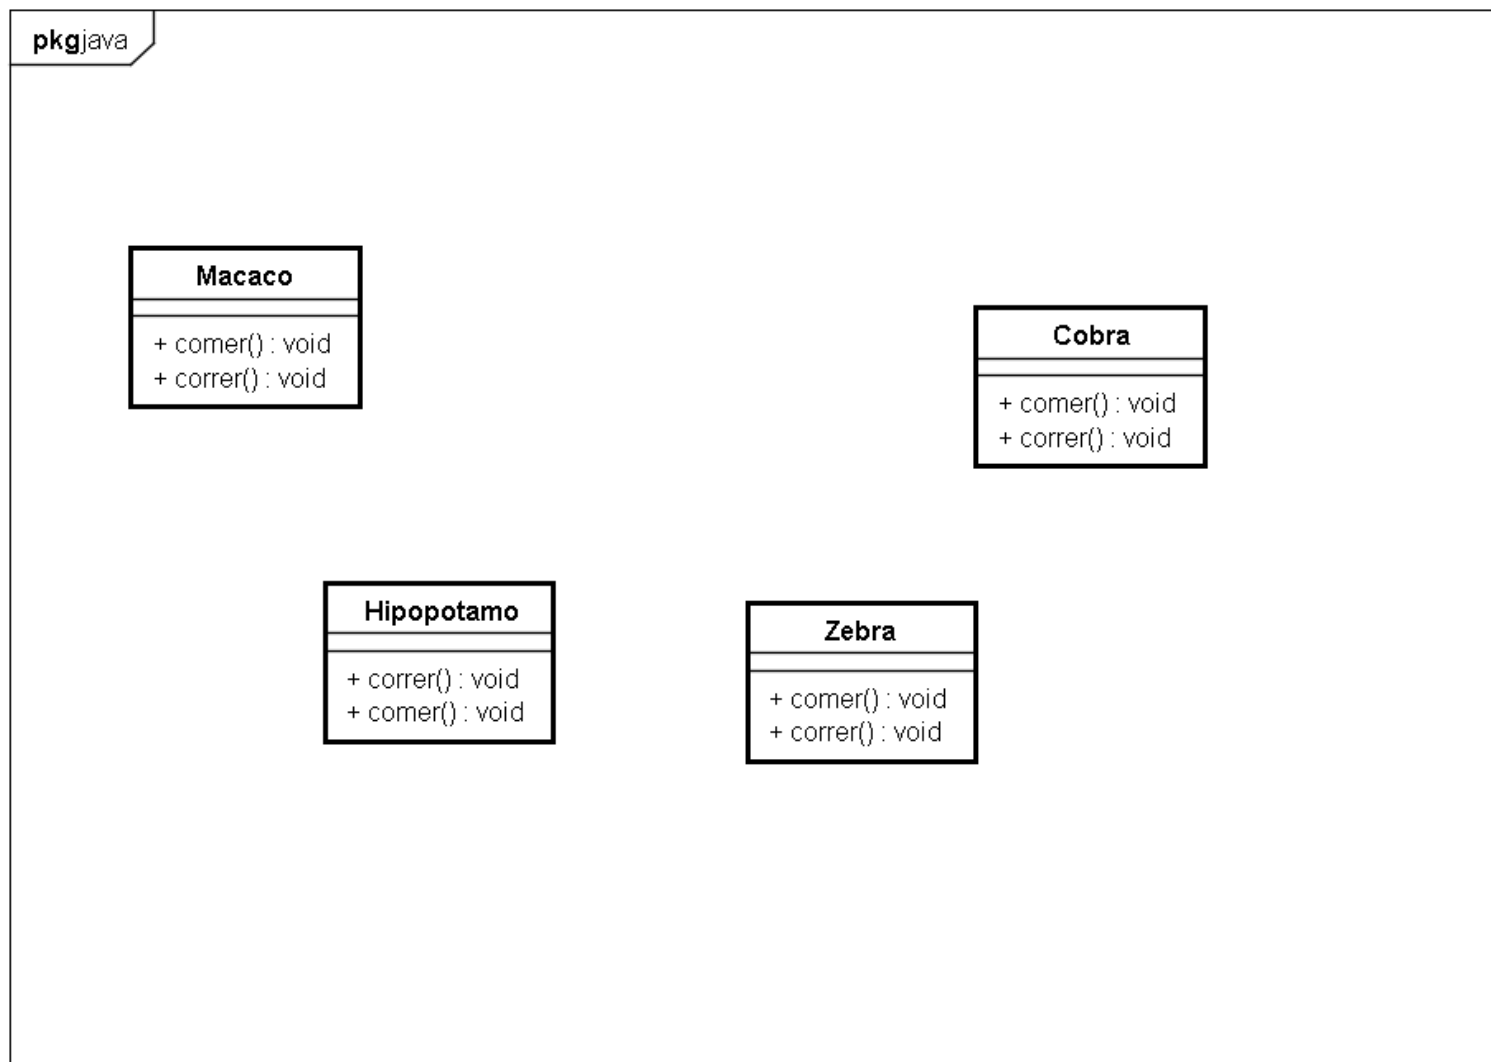 pkgjava
Macaco
+ comer() : void
+ correr() : void
Cobra
+ comer() : void
+ correr() : void
Hipopotamo
+ correr() : void
+ comer() : void
Zebra
+ comer() : void
+ correr() : void